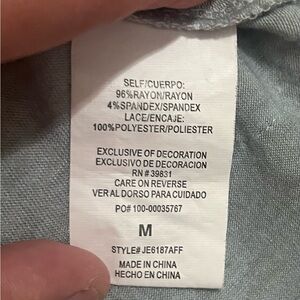 SELF/CUERPO:
96%RAYON/RAYON
4%SPANDEX/SPANDEX
LACE/ENCAJE:
100%POLYESTER/POLIESTER
EXCLUSIVE OF DECORATION
EXCLUSIVO DE DECORACION
RN # 39831
CARE ON REVERSE
VER AL DORSO PARA CUIDADO
PO# 100-00035767
M
STYLE# JE6187AFF
MADE IN CHINA
HECHO EN CHINA